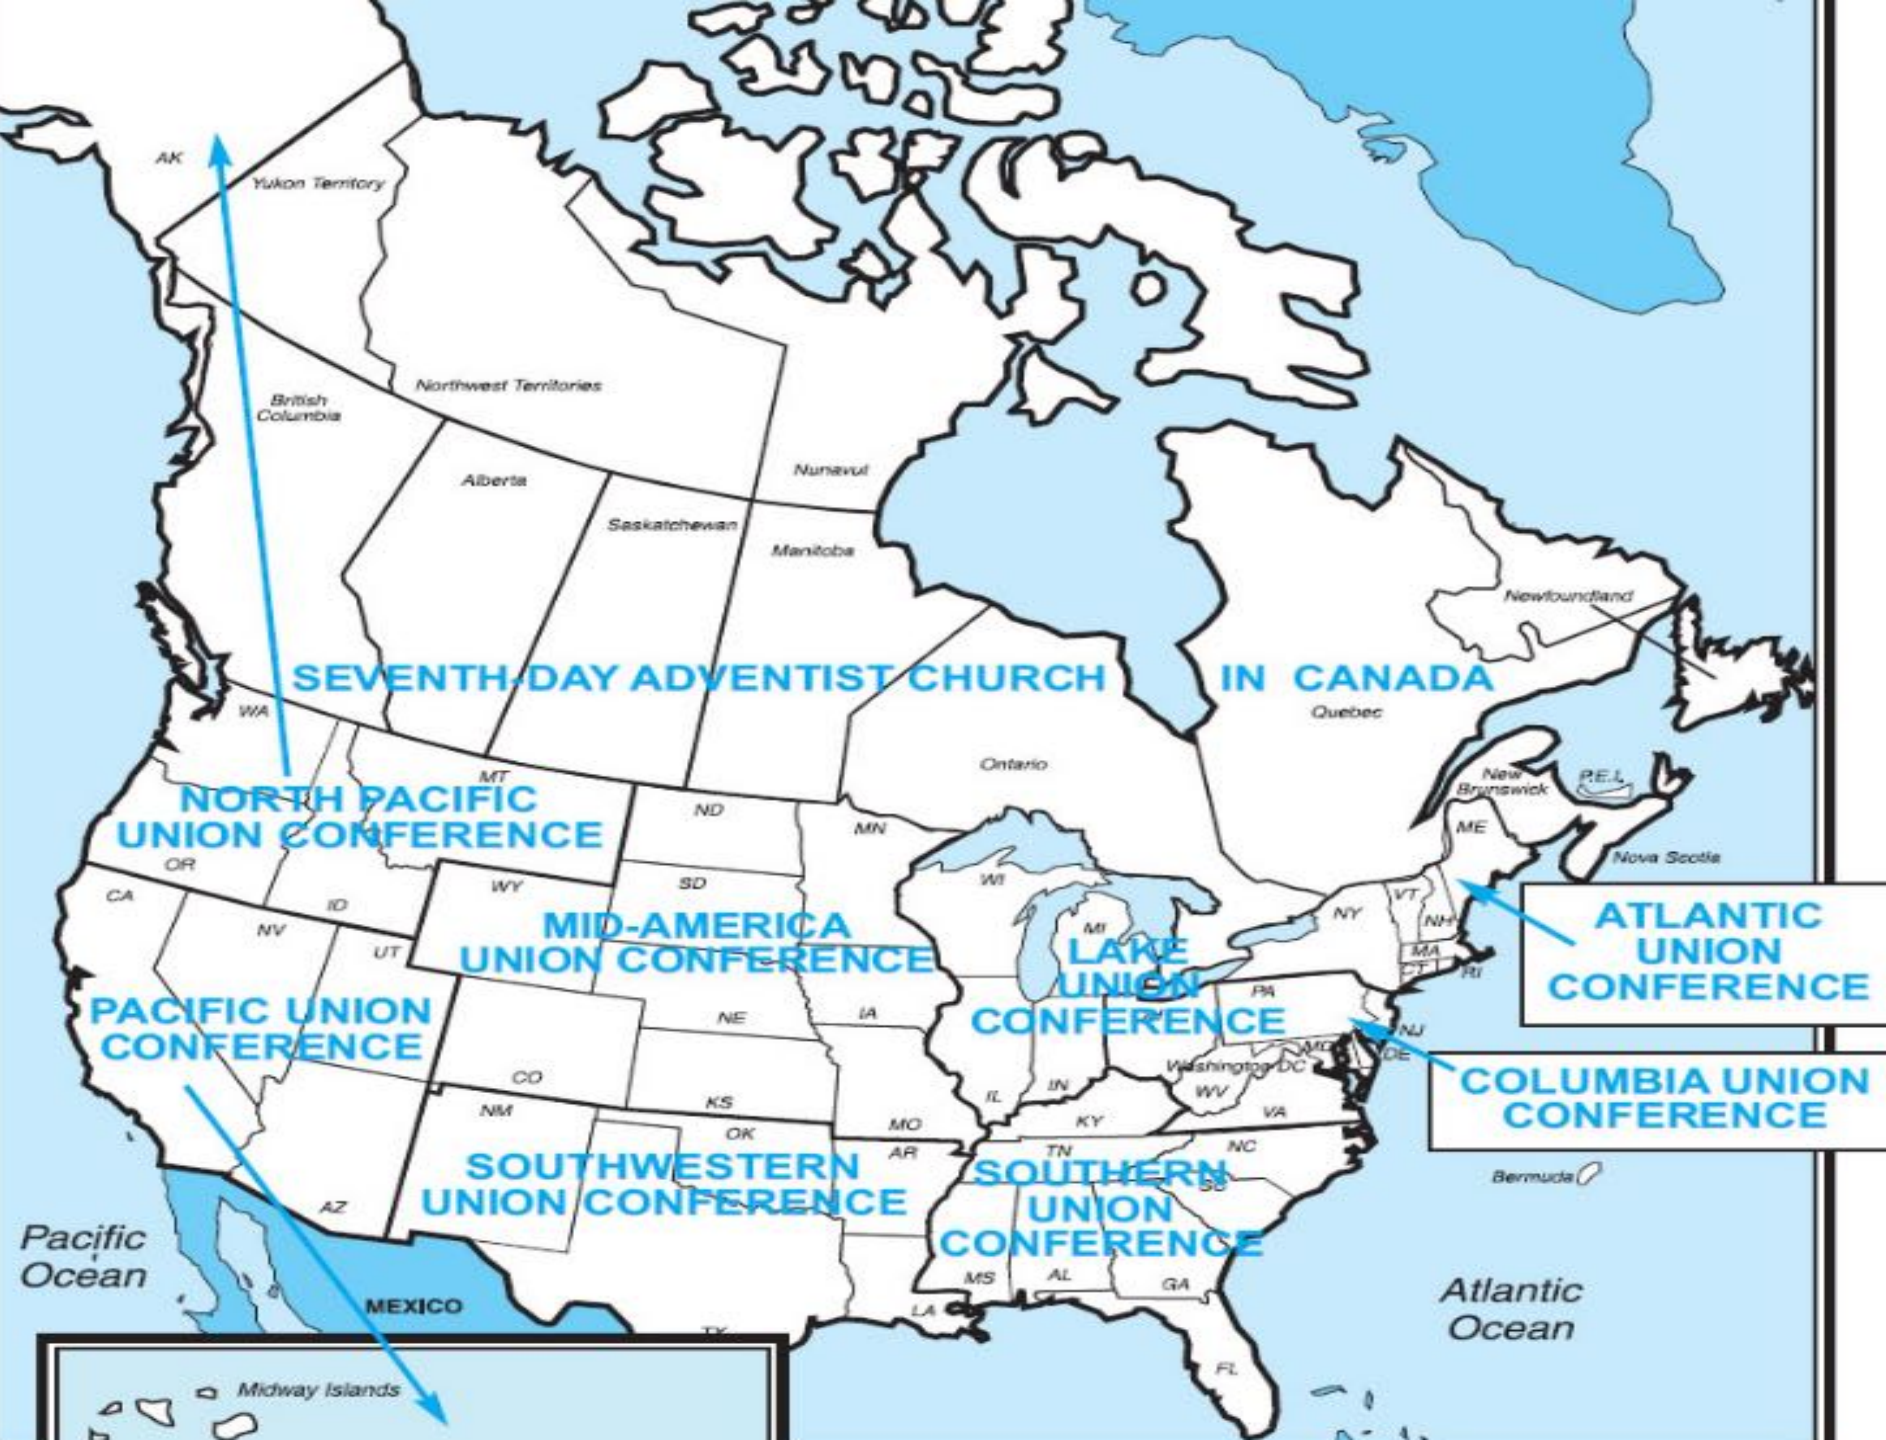 AK
Yukon Territory
Northwest Territories
British
Columbia
Alberta
Nunavut
Saskatchewan
Manitoba
Newfoundland
SEVENTH-DAY ADVENTIST CHURCH IN CANADA
Quebec
WA
Ontario
MT
New
Brunswick
P.E.I.
NORTH PACIFIC
UNION CONFERENCE
ND
MN
ME
Nova Scotia
OR
WI
SD
WY
CA
ID
VT
NY
NH
NV
UT
MID-AMERICA
UNION CONFERENCE
MI
LAKE
UNION
CONFERENCE
MA
CT
RI
ATLANTIC
UNION
CONFERENCE
PA
NE
IA
PACIFIC UNION
CONFERENCE
NJ
DE
Washington DC
WV
COLUMBIA UNION
CONFERENCE
CO
KS
IL
IN
VA
NM
OK
MO
KY
AR
TN
NC
SOUTHWESTERN
UNION CONFERENCE
SOUTHERN
UNION
CONFERENCE
SC
Bermuda
AZ
Pacific
Ocean
MEXICO
MS
AL
GA
LA
TX
Atlantic
Ocean
FL
Midway Islands